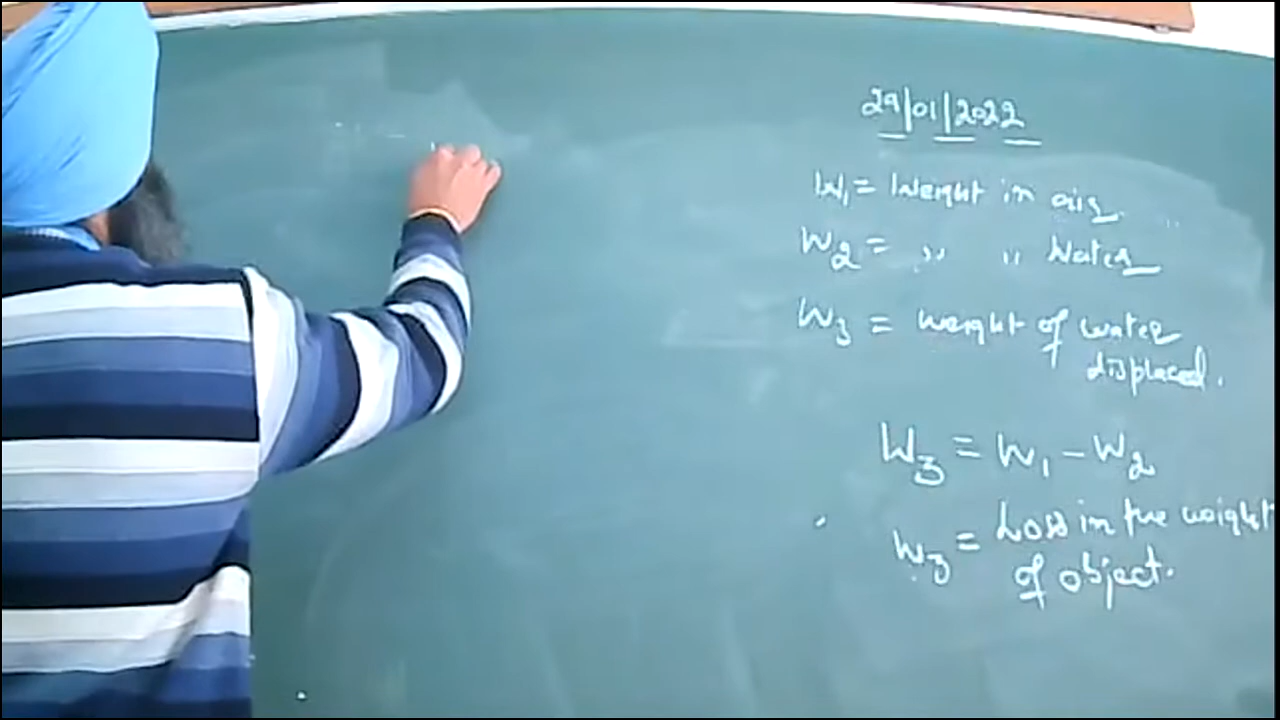 29/01/2022
W₁ = Weight in air
W₂ = ,, ,, Water
W₃ = weight of water
displaced.
W₃ = W₁ - W₂
W₃ = Loss in the weight
of object.